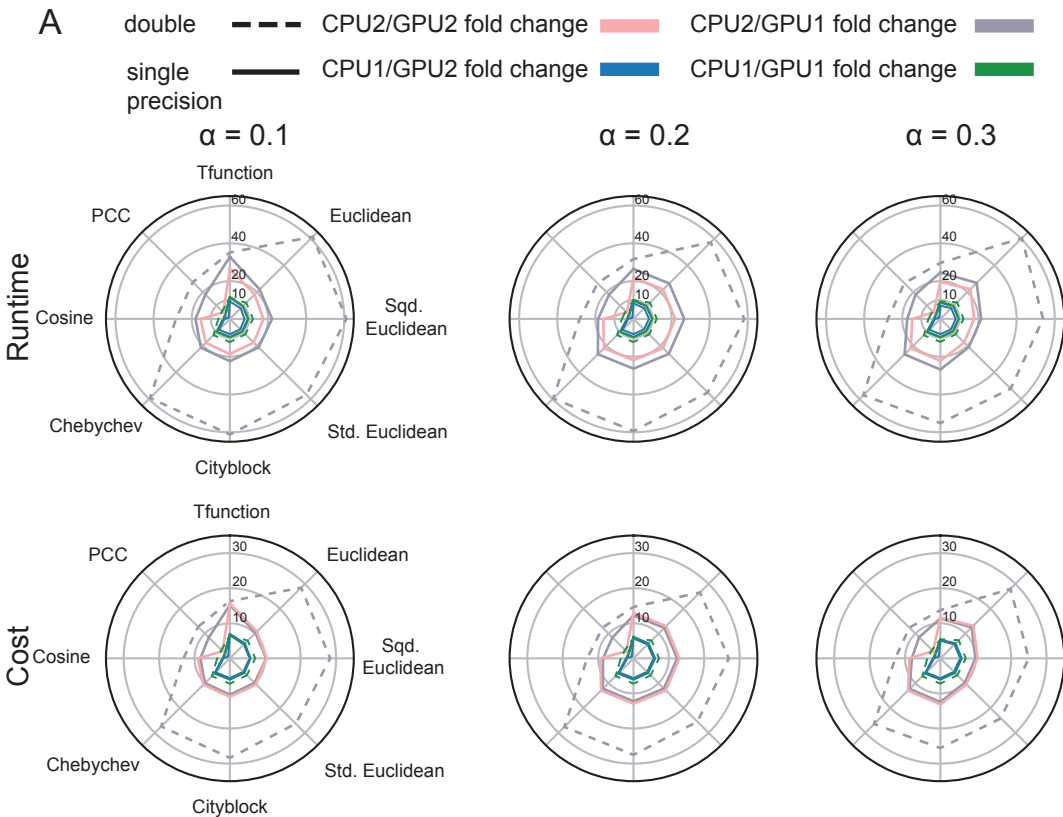 A
double CPU2/GPU2 fold change CPU2/GPU1 fold change
single precision CPU1/GPU2 fold change CPU1/GPU1 fold change
α = 0.1 α = 0.2 α = 0.3
Runtime
Tfunction
PCC Euclidean
Cosine Sqd. Euclidean
Chebychev Std. Euclidean
Cityblock
60 60 60
40 40 40
20 20 20
10 10 10
Cost
Tfunction
PCC Euclidean
Cosine Sqd. Euclidean
Chebychev Std. Euclidean
Cityblock
30 30 30
20 20 20
10 10 10